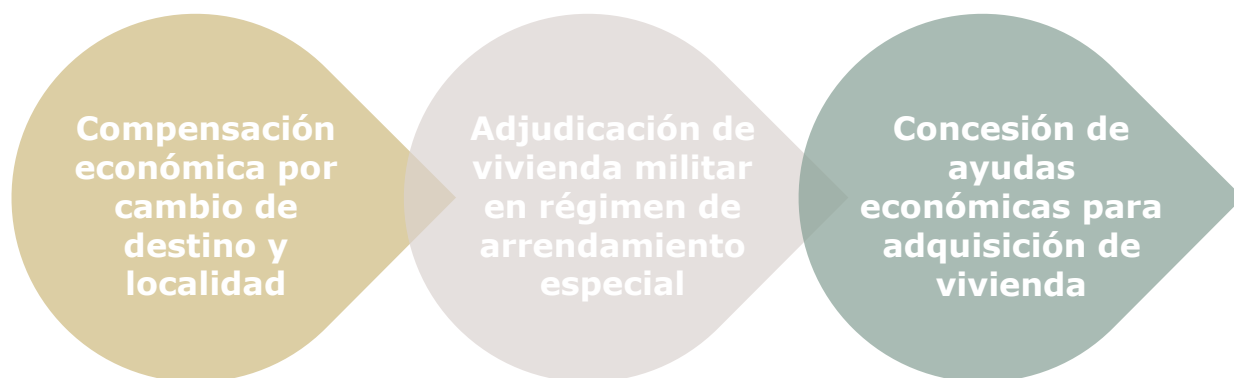 Compensación
económica por
cambio de
destino y
localidad
Adjudicación de
vivienda militar
en régimen de
arrendamiento
especial
Concesión de
ayudas
económicas para
adquisición de
vivienda